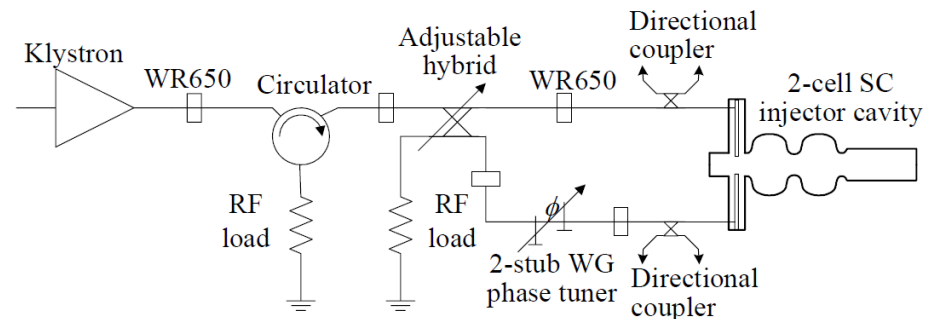 Directional
coupler
Adjustable
hybrid
Klystron
WR650
Circulator
WR650
2-cell SC
injector cavity
RF
load
RF
load
ϕ
2-stub WG
phase tuner
Directional
coupler